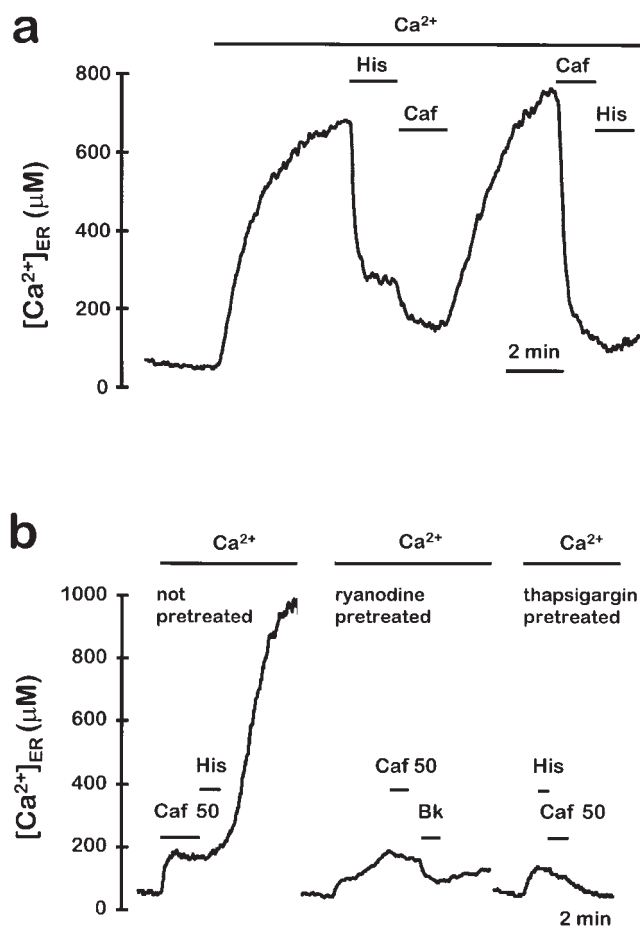 a
Ca²⁺
His
Caf
Caf
His
800
600
400
200
0
[Ca²⁺]ER (μM)
2 min
b
Ca²⁺
Ca²⁺
Ca²⁺
not pretreated
ryanodine pretreated
thapsigargin pretreated
1000
800
600
400
200
0
[Ca²⁺]ER (μM)
His
Caf 50
Caf 50
Bk
His
Caf 50
2 min